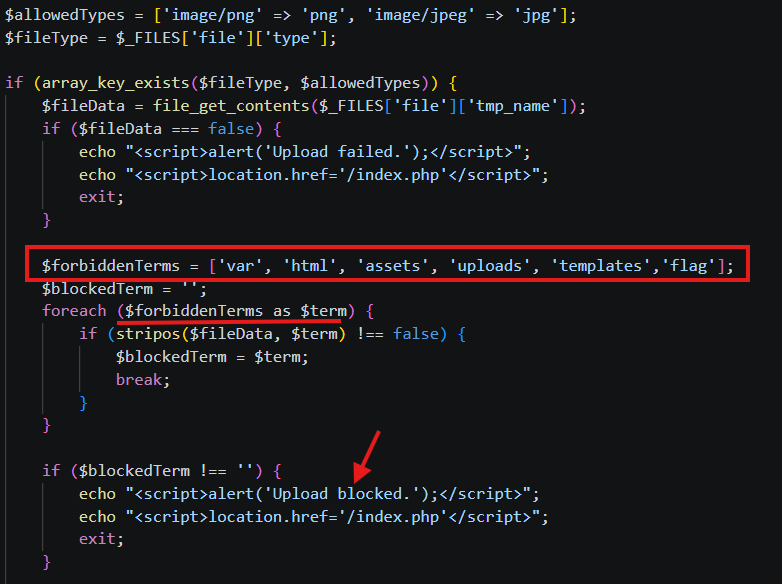 $allowedTypes = ['image/png' => 'png', 'image/jpeg' => 'jpg'];
$fileType = $_FILES['file']['type'];
if (array_key_exists($fileType, $allowedTypes)) {
$fileData = file_get_contents($_FILES['file']['tmp_name']);
if ($fileData === false) {
echo "<script>alert('Upload failed.');</script>";
echo "<script>location.href='/index.php'</script>";
exit;
}
$forbiddenTerms = ['var', 'html', 'assets', 'uploads', 'templates','flag'];
$blockedTerm = '';
foreach ($forbiddenTerms as $term) {
if (stripos($fileData, $term) !== false) {
$blockedTerm = $term;
break;
}
}
if ($blockedTerm !== '') {
echo "<script>alert('Upload blocked.');</script>";
echo "<script>location.href='/index.php'</script>";
exit;
}